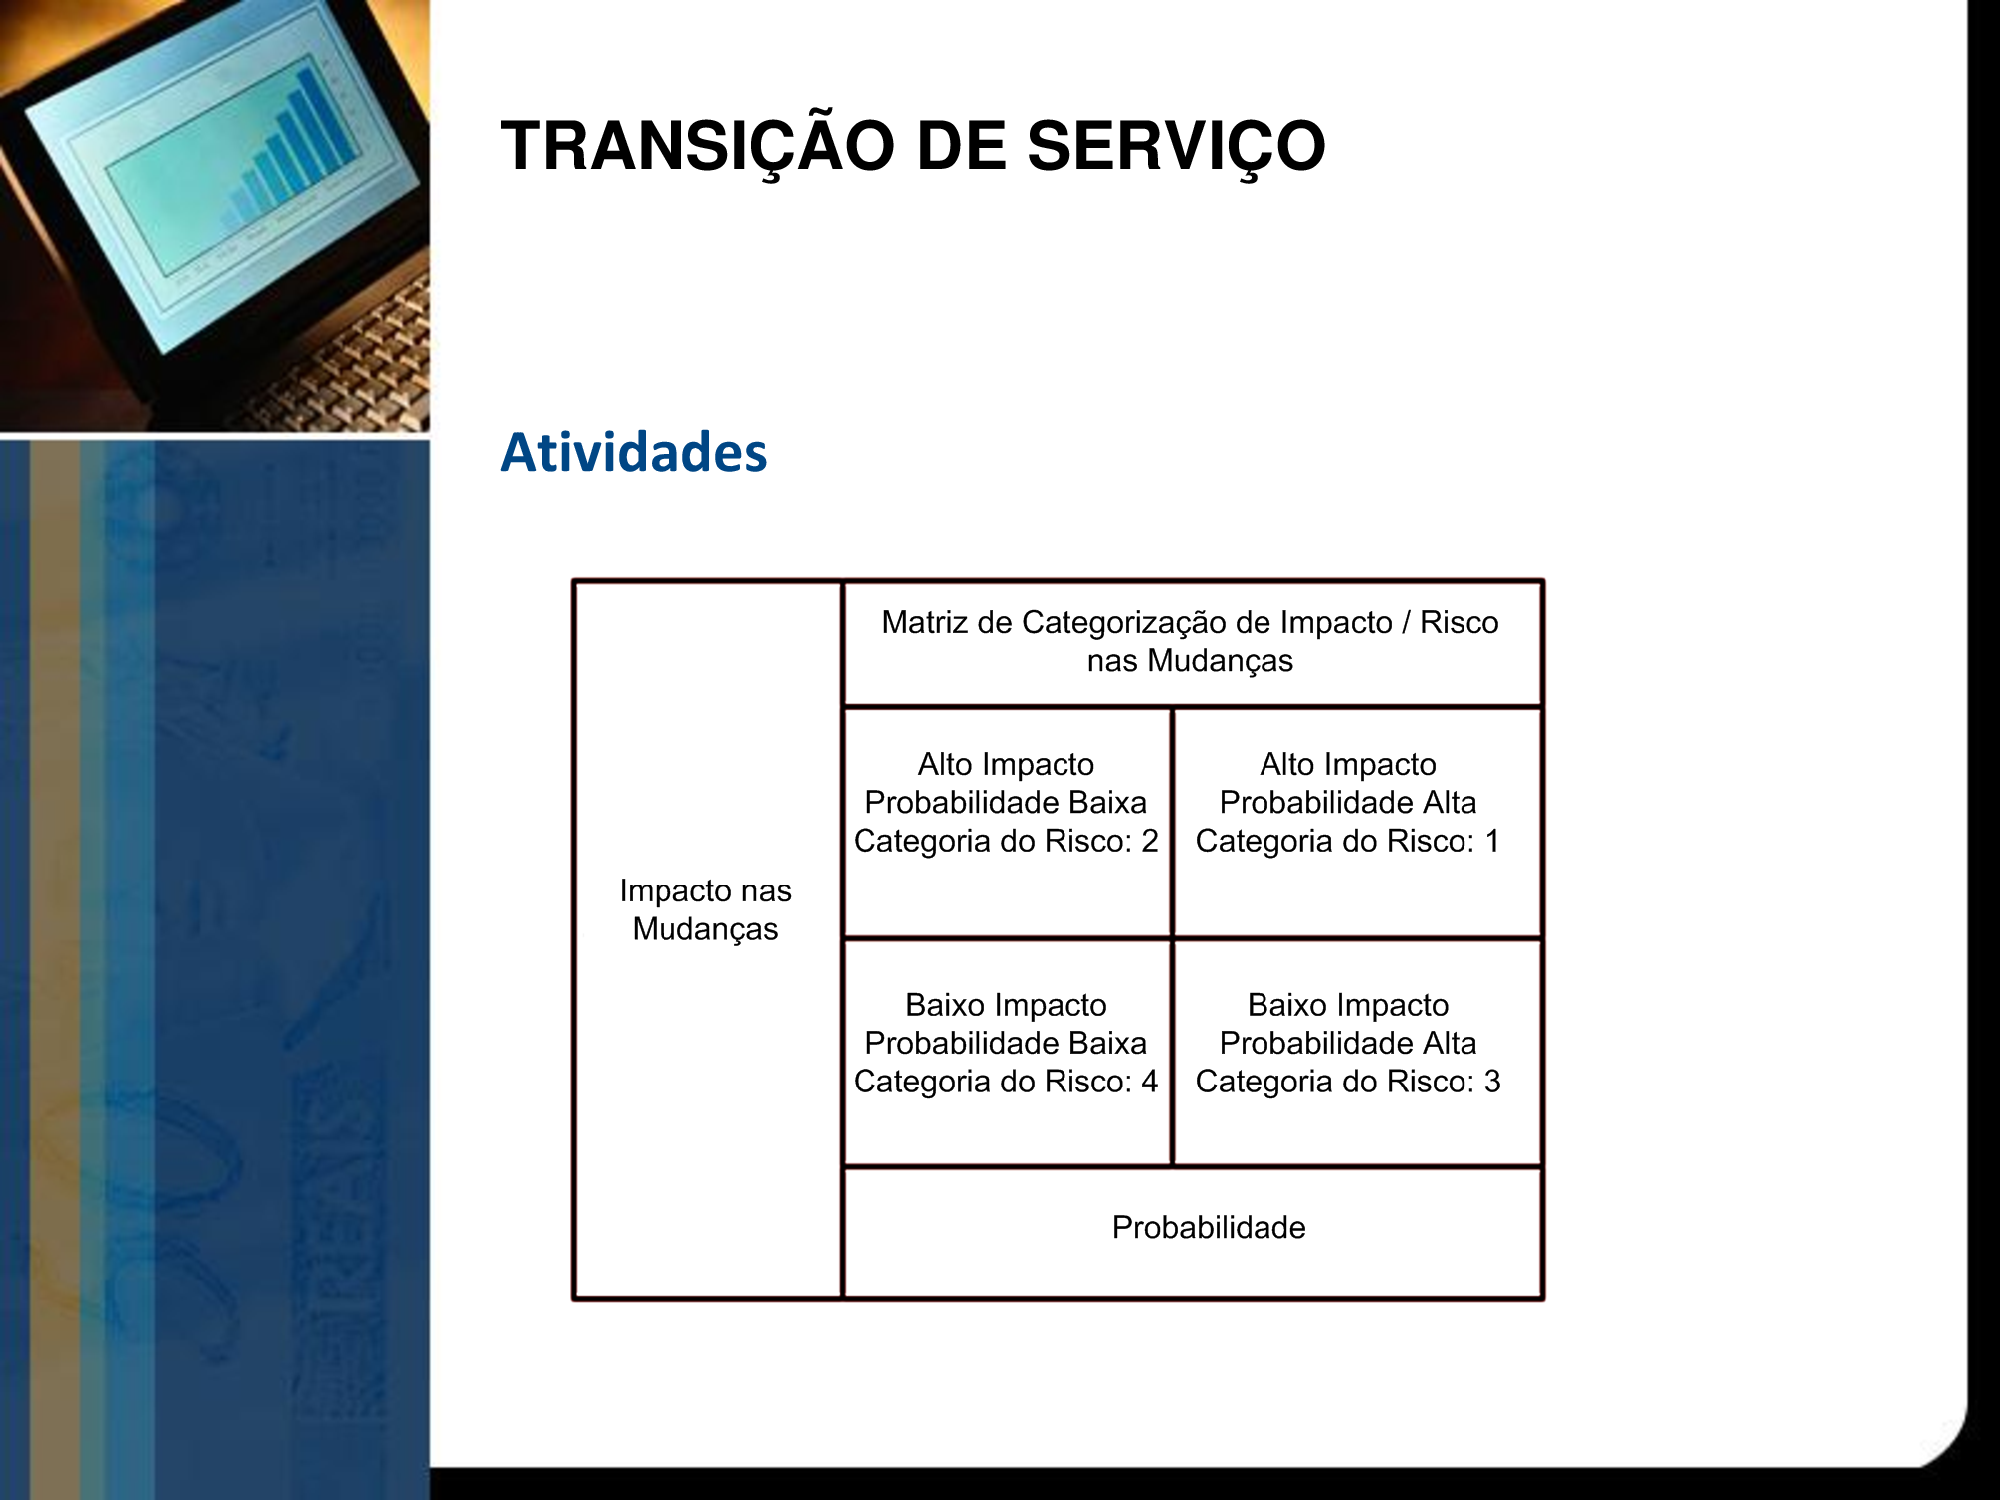 TRANSIÇÃO DE SERVIÇO
Atividades
Matriz de Categorização de Impacto / Risco
nas Mudanças
Alto Impacto
Probabilidade Baixa
Categoria do Risco: 2
Alto Impacto
Probabilidade Alta
Categoria do Risco: 1
Impacto nas
Mudanças
Baixo Impacto
Probabilidade Baixa
Categoria do Risco: 4
Baixo Impacto
Probabilidade Alta
Categoria do Risco: 3
Probabilidade
REAIS